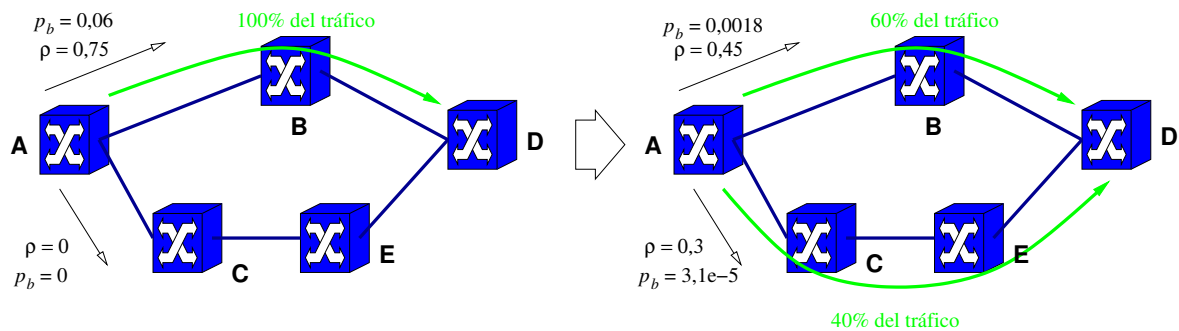 p_b = 0,06
ρ = 0,75
100% del tráfico
A
B
D
C
E
ρ = 0
p_b = 0
p_b = 0,0018
ρ = 0,45
60% del tráfico
A
B
D
C
E
ρ = 0,3
p_b = 3,1e−5
40% del tráfico